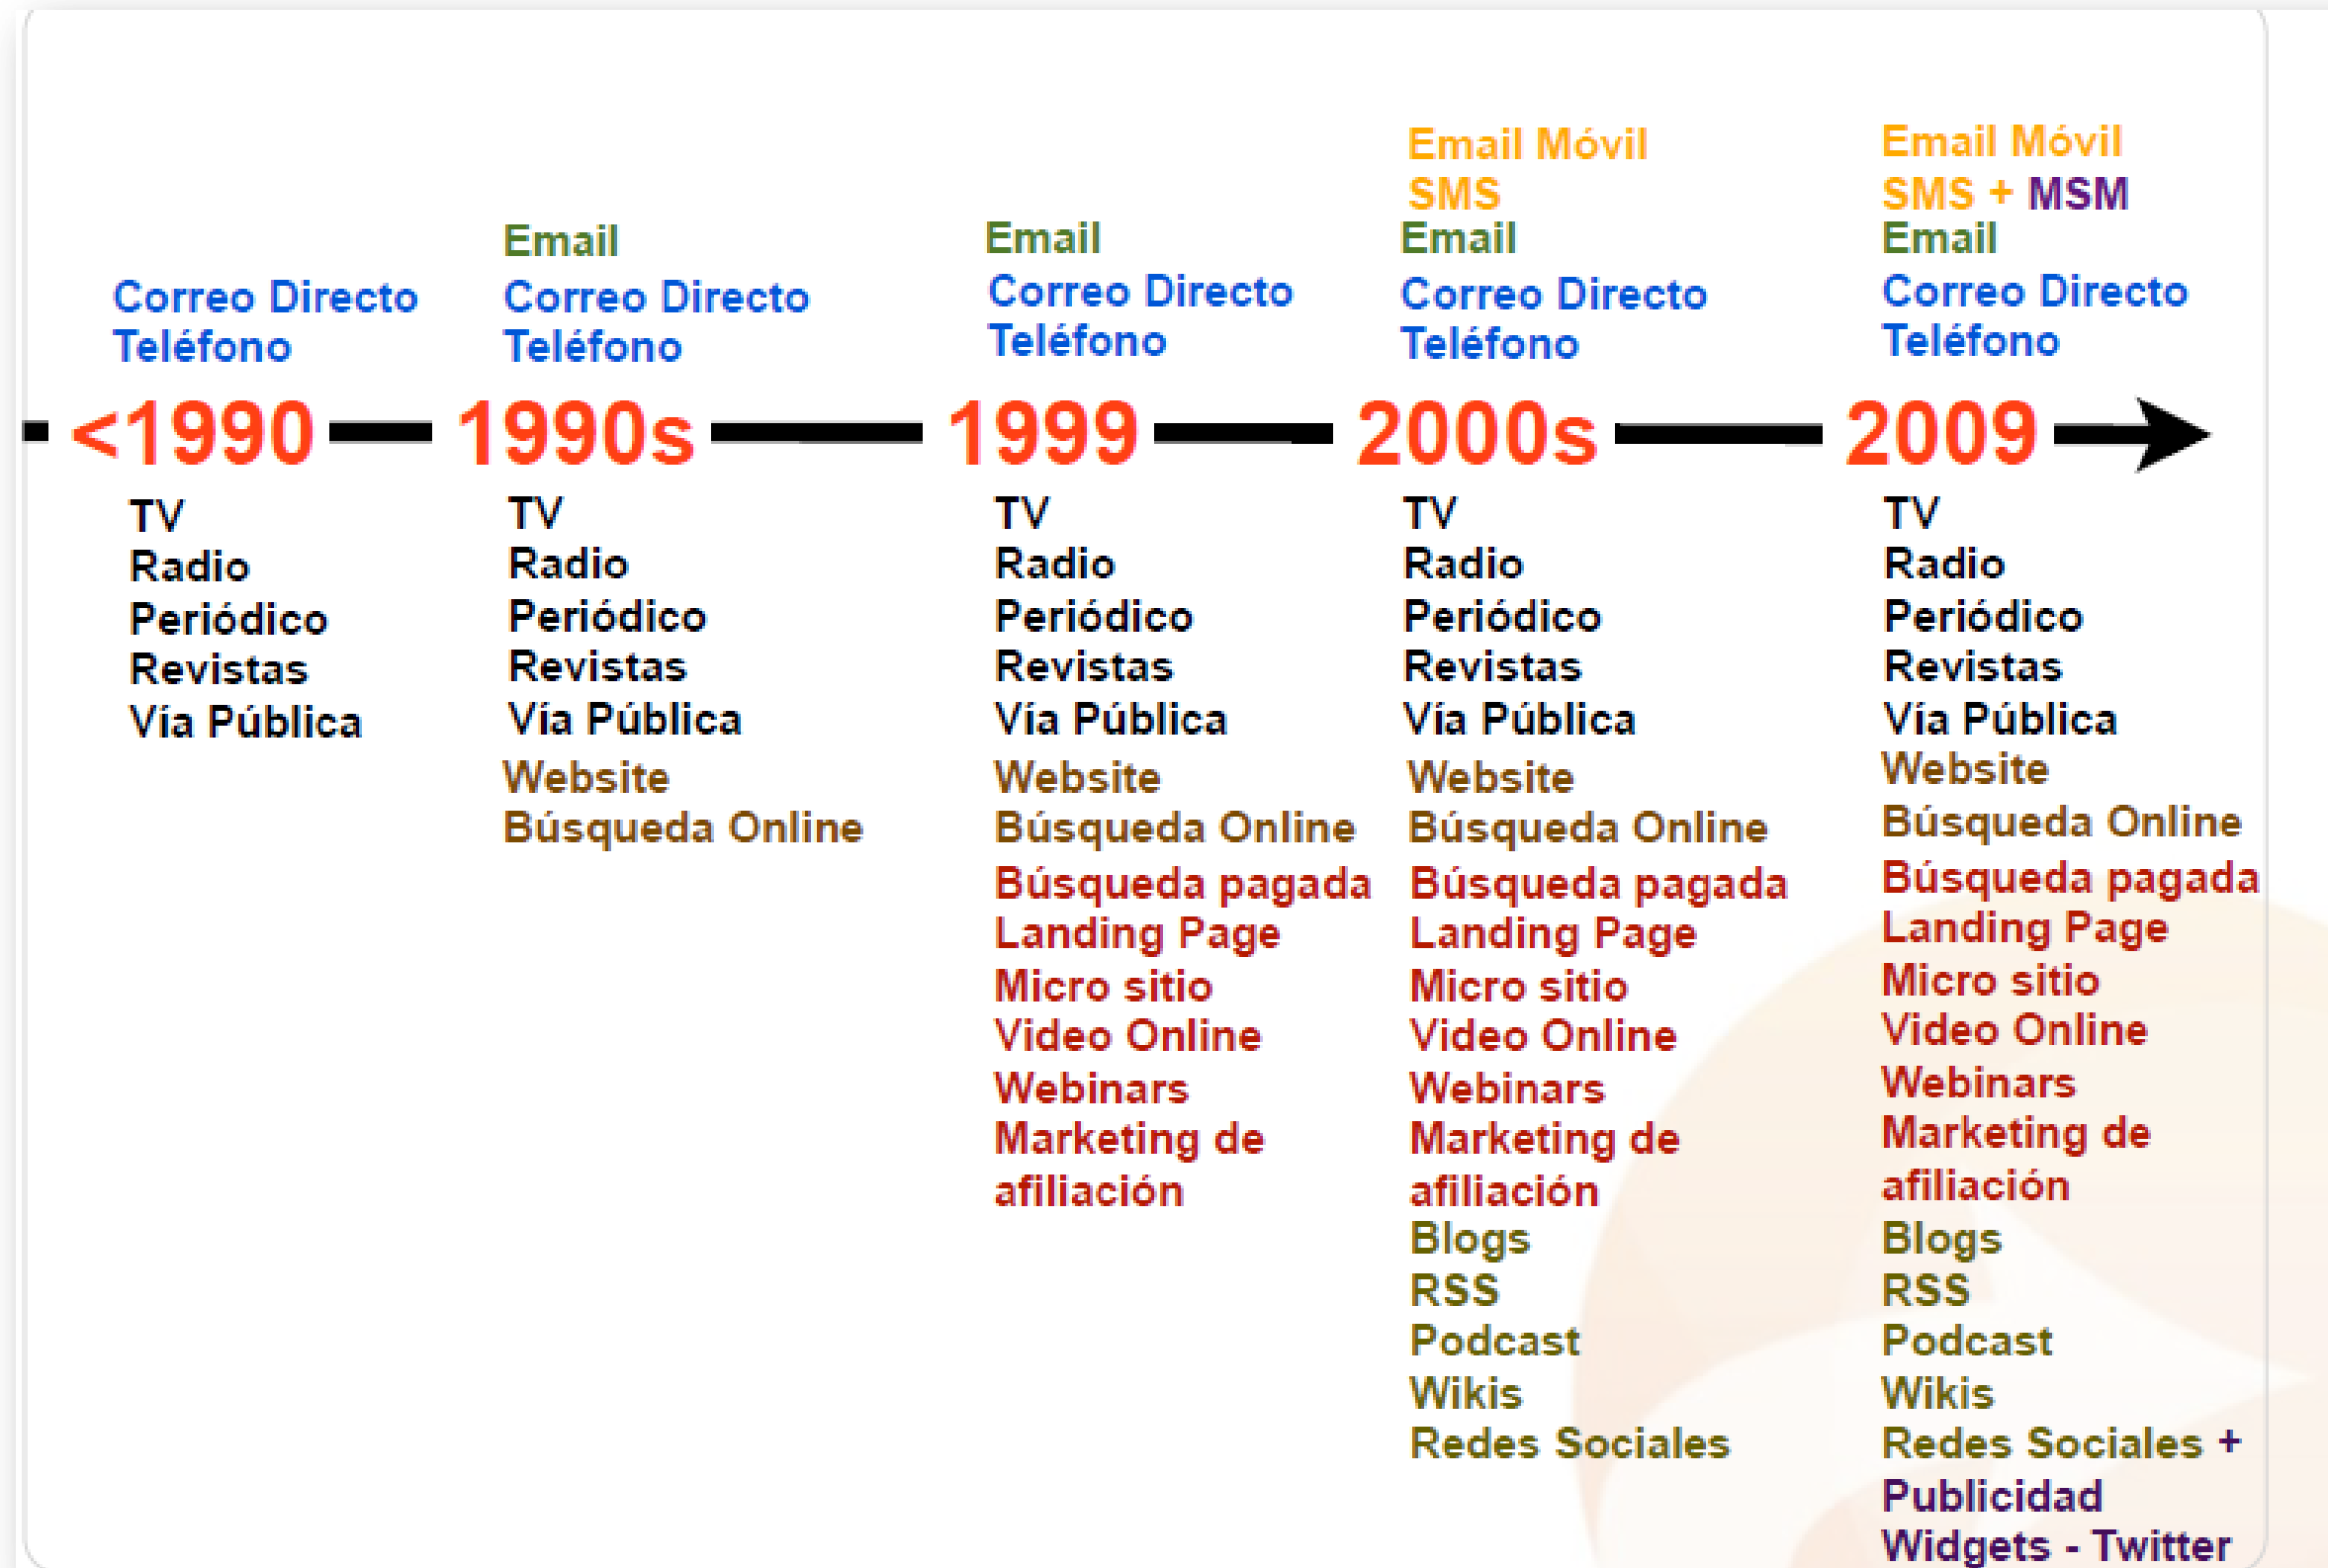 Correo Directo
Teléfono
<1990
TV
Radio
Periódico
Revistas
Vía Pública
Email
Correo Directo
Teléfono
1990s
TV
Radio
Periódico
Revistas
Vía Pública
Website
Búsqueda Online
Email
Correo Directo
Teléfono
1999
TV
Radio
Periódico
Revistas
Vía Pública
Website
Búsqueda Online
Búsqueda pagada
Landing Page
Micro sitio
Video Online
Webinars
Marketing de
afiliación
Email Móvil
SMS
Email
Correo Directo
Teléfono
2000s
TV
Radio
Periódico
Revistas
Vía Pública
Website
Búsqueda Online
Búsqueda pagada
Landing Page
Micro sitio
Video Online
Webinars
Marketing de
afiliación
Blogs
RSS
Podcast
Wikis
Redes Sociales
Email Móvil
SMS + MSM
Email
Correo Directo
Teléfono
2009
TV
Radio
Periódico
Revistas
Vía Pública
Website
Búsqueda Online
Búsqueda pagada
Landing Page
Micro sitio
Video Online
Webinars
Marketing de
afiliación
Blogs
RSS
Podcast
Wikis
Redes Sociales +
Publicidad
Widgets - Twitter